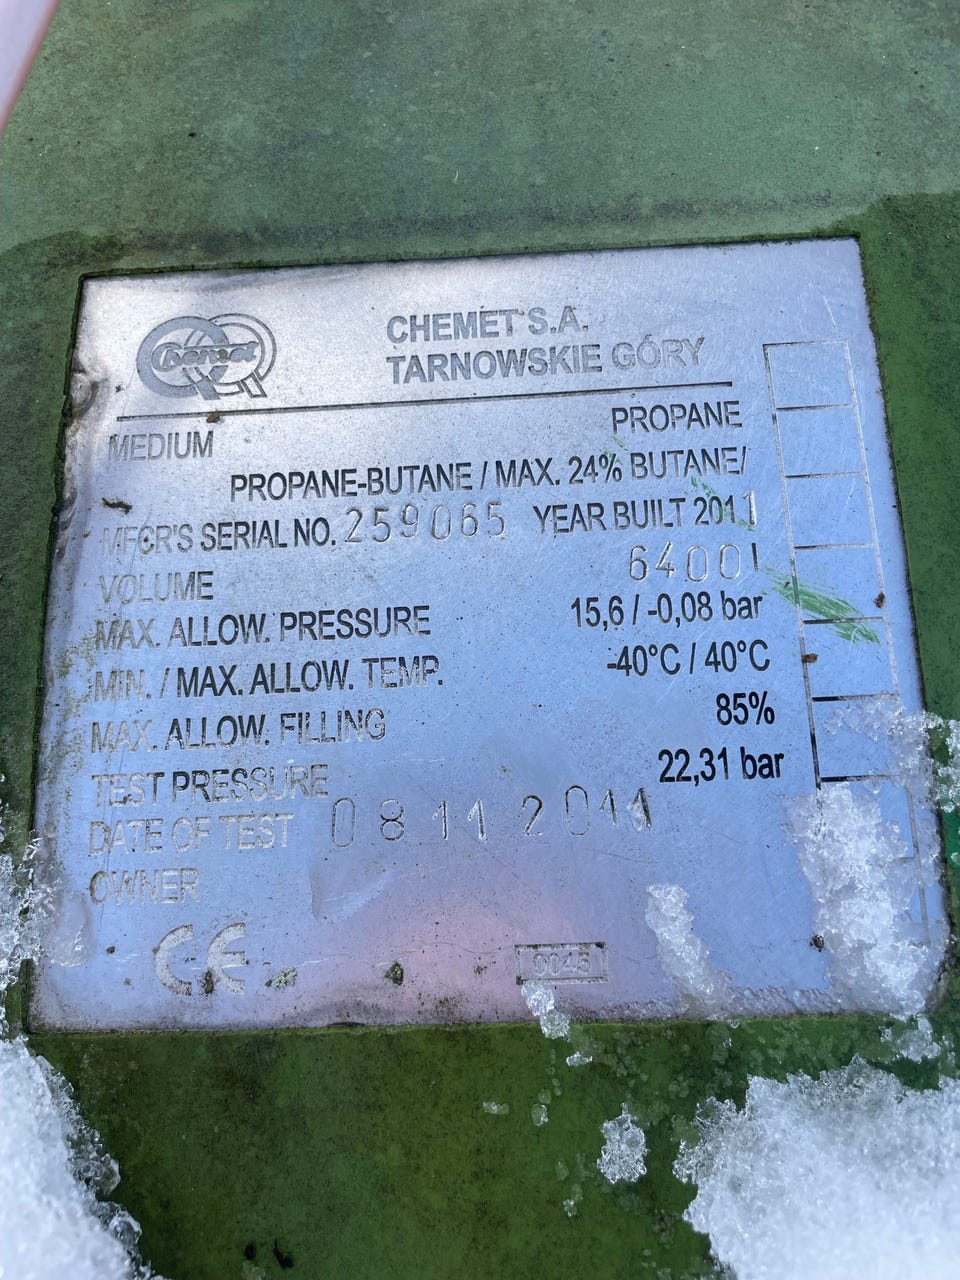 Chemet
CHEMET S.A.
TARNOWSKIE GÓRY
MEDIUM PROPANE
PROPANE-BUTANE / MAX. 24% BUTANE/
MFCR'S SERIAL NO. 259065 YEAR BUILT 2011
VOLUME 6400 l
MAX. ALLOW. PRESSURE 15,6 / -0,08 bar
MIN. / MAX. ALLOW. TEMP. -40°C / 40°C
MAX. ALLOW. FILLING 85%
TEST PRESSURE 22,31 bar
DATE OF TEST 08 11 2011
OWNER
CE 0045